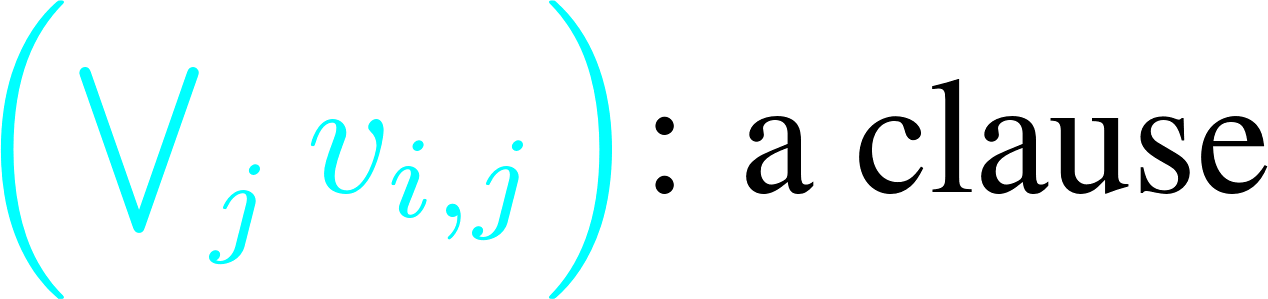 (⋁_j v_{i,j}) : a clause